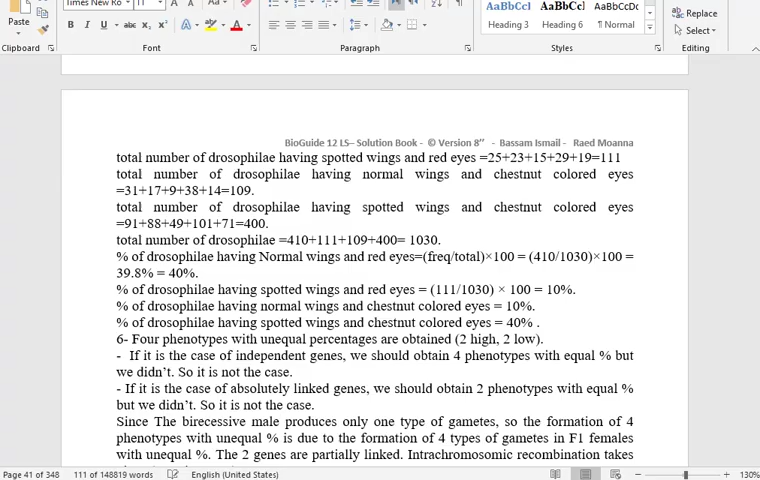 Times New Ro
11
Aa
AaBbCcI
AaBbCcI
AaBbCcDc
Replace
Paste
B I U abc x₂ x² A A
Heading 3
Heading 6
¶ Normal
Select
Clipboard
Font
Paragraph
Styles
Editing
BioGuide 12 LS– Solution Book - © Version 8" - Bassam Ismail - Raed Moanna
total number of drosophilae having spotted wings and red eyes =25+23+15+29+19=111
total number of drosophilae having normal wings and chestnut colored eyes
=31+17+9+38+14=109.
total number of drosophilae having spotted wings and chestnut colored eyes
=91+88+49+101+71=400.
total number of drosophilae =410+111+109+400= 1030.
% of drosophilae having Normal wings and red eyes=(freq/total)×100 = (410/1030)×100 =
39.8% = 40%.
% of drosophilae having spotted wings and red eyes = (111/1030) × 100 = 10%.
% of drosophilae having normal wings and chestnut colored eyes = 10%.
% of drosophilae having spotted wings and chestnut colored eyes = 40% .
6- Four phenotypes with unequal percentages are obtained (2 high, 2 low).
- If it is the case of independent genes, we should obtain 4 phenotypes with equal % but
we didn't. So it is not the case.
- If it is the case of absolutely linked genes, we should obtain 2 phenotypes with equal %
but we didn't. So it is not the case.
Since The birecessive male produces only one type of gametes, so the formation of 4
phenotypes with unequal % is due to the formation of 4 types of gametes in F1 females
with unequal %. The 2 genes are partially linked. Intrachromosomic recombination takes
Page 41 of 348
111 of 148819 words
English (United States)
130%